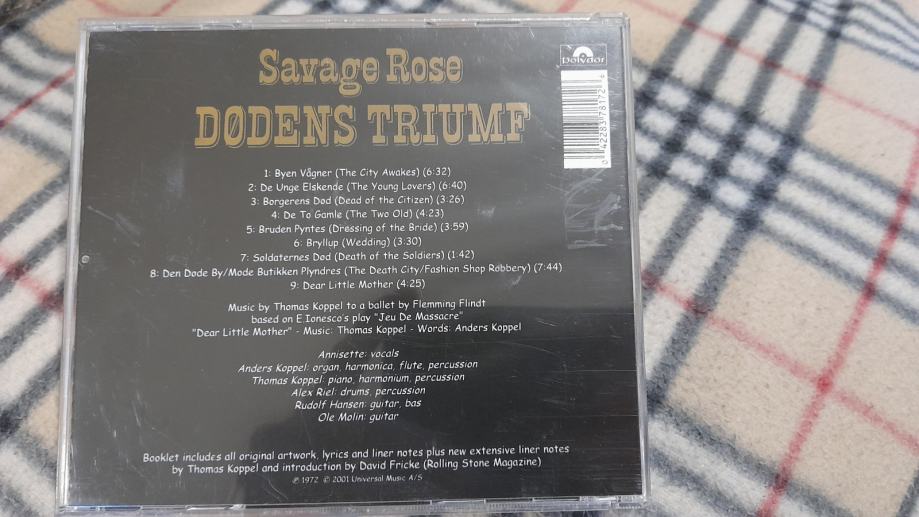 Savage Rose
DØDENS TRIUMF
polydor
0 42283 78172 6
1: Byen Vågner (The City Awakes) (6:32)
2: De Unge Elskende (The Young Lovers) (6:40)
3: Borgerens Død (Dead of the Citizen) (3:26)
4: De To Gamle (The Two Old) (4:23)
5: Bruden Pyntes (Dressing of the Bride) (3:59)
6: Bryllup (Wedding) (3:30)
7: Soldaternes Død (Death of the Soldiers) (1:42)
8: Den Døde By/Mode Butikken Plyndres (The Death City/Fashion Shop Robbery) (7:44)
9: Dear Little Mother (4:25)
Music by Thomas Koppel to a ballet by Flemming Flindt
based on E.Ionesco's play "Jeu De Massacre"
"Dear Little Mother" - Music: Thomas Koppel - Words: Anders Koppel
Annisette: vocals
Anders Koppel: organ, harmonica, flute, percussion
Thomas Koppel: piano, harmonium, percussion
Alex Riel: drums, percussion
Rudolf Hansen: guitar, bas
Ole Molin: guitar
Booklet includes all original artwork, lyrics and liner notes plus new extensive liner notes
by Thomas Koppel and introduction by David Fricke (Rolling Stone Magazine)
℗ 1972 © 2001 Universal Music A/S